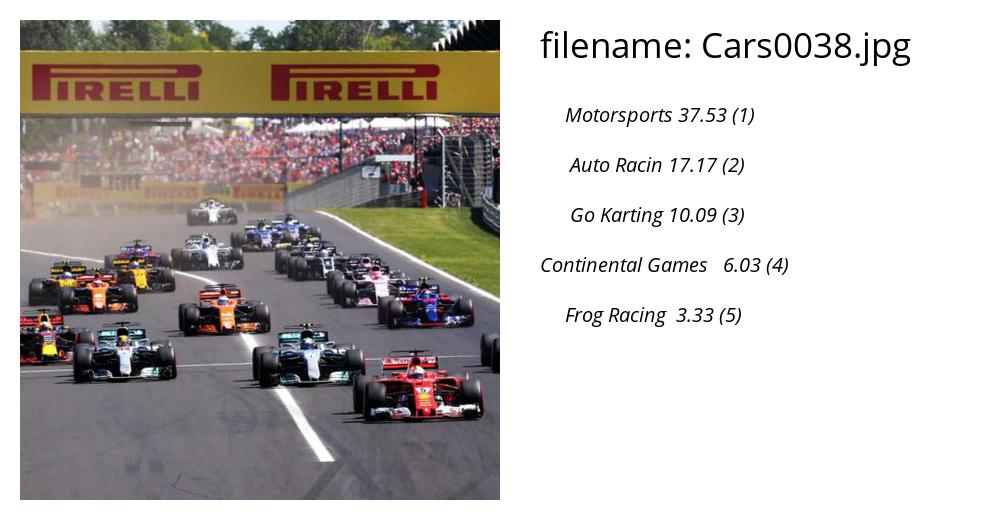 PIRELLI PIRELLI
filename: Cars0038.jpg
Motorsports 37.53 (1)
Auto Racin 17.17 (2)
Go Karting 10.09 (3)
Continental Games 6.03 (4)
Frog Racing 3.33 (5)